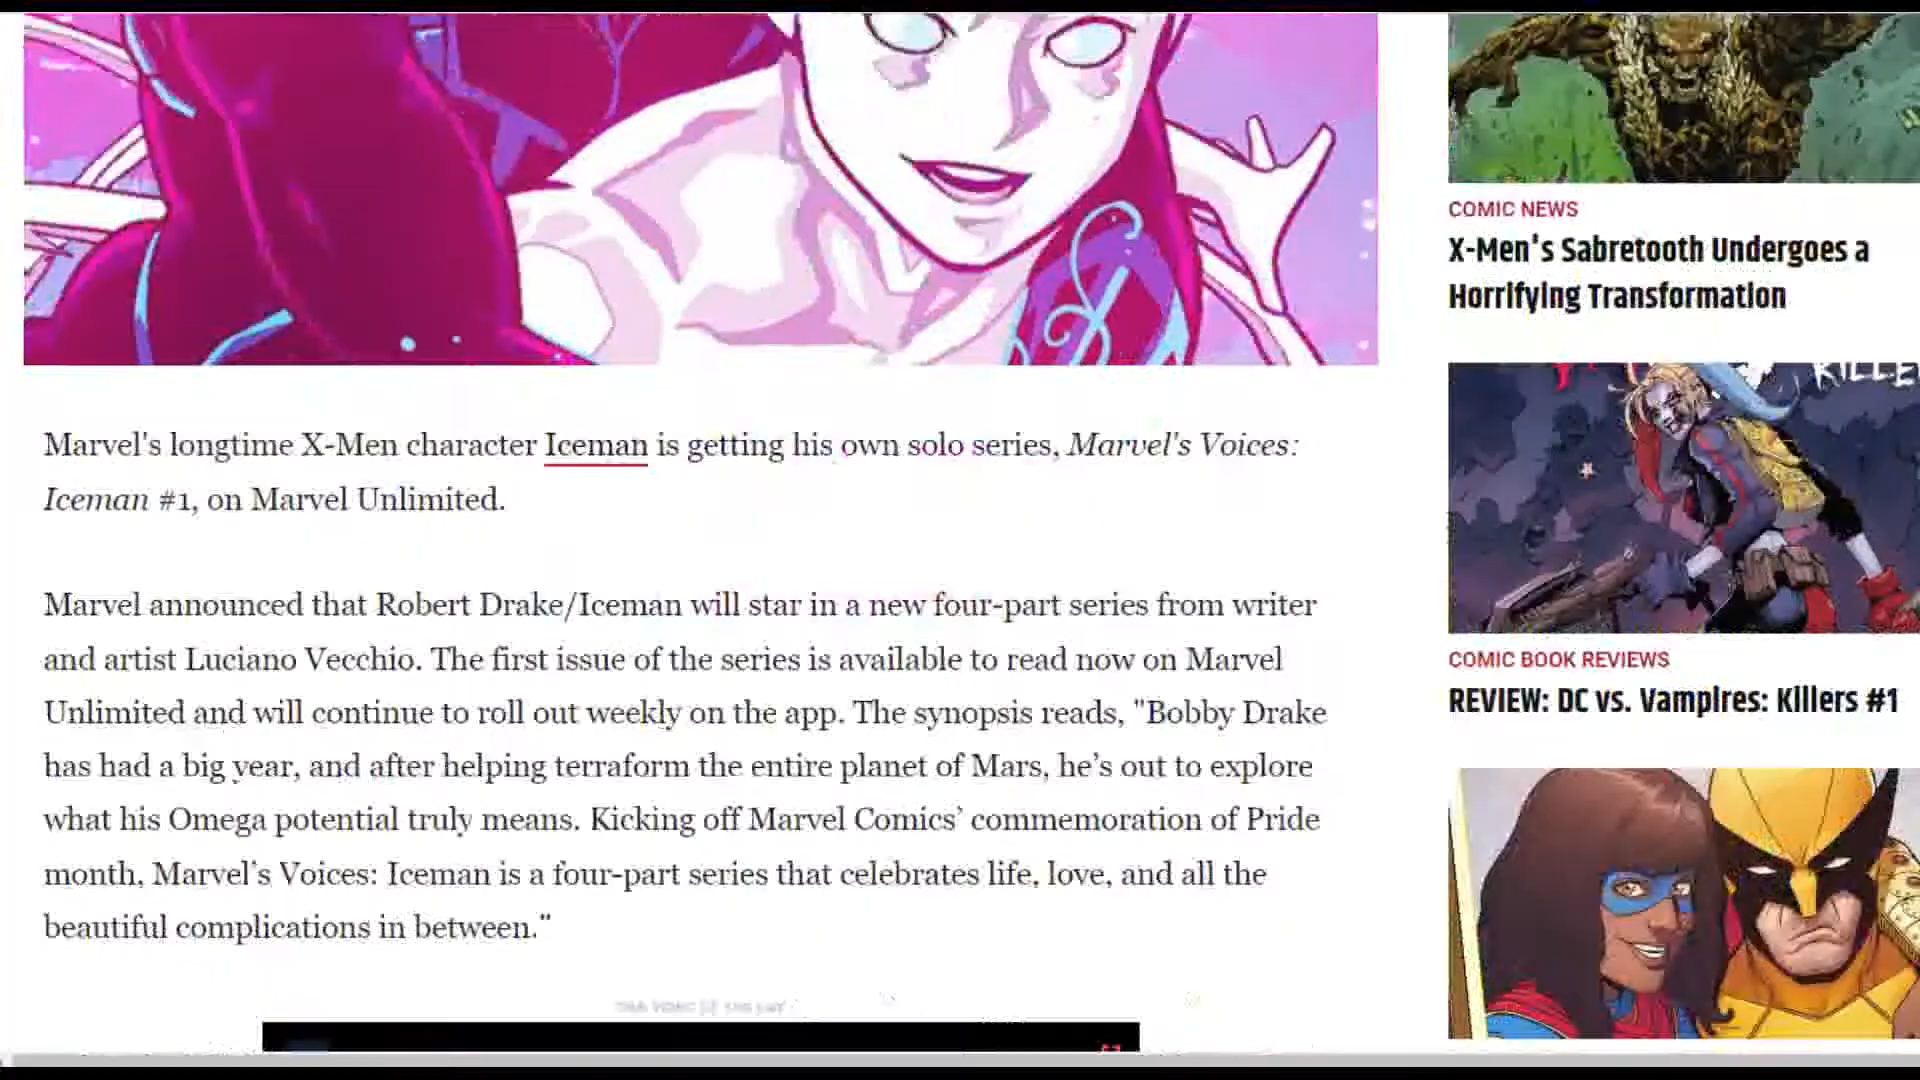 Marvel's longtime X-Men character Iceman is getting his own solo series, Marvel's Voices:
Iceman #1, on Marvel Unlimited.
Marvel announced that Robert Drake/Iceman will star in a new four-part series from writer
and artist Luciano Vecchio. The first issue of the series is available to read now on Marvel
Unlimited and will continue to roll out weekly on the app. The synopsis reads, "Bobby Drake
has had a big year, and after helping terraform the entire planet of Mars, he’s out to explore
what his Omega potential truly means. Kicking off Marvel Comics’ commemoration of Pride
month, Marvel’s Voices: Iceman is a four-part series that celebrates life, love, and all the
beautiful complications in between."
COMIC NEWS
X-Men's Sabretooth Undergoes a
Horrifying Transformation
COMIC BOOK REVIEWS
REVIEW: DC vs. Vampires: Killers #1